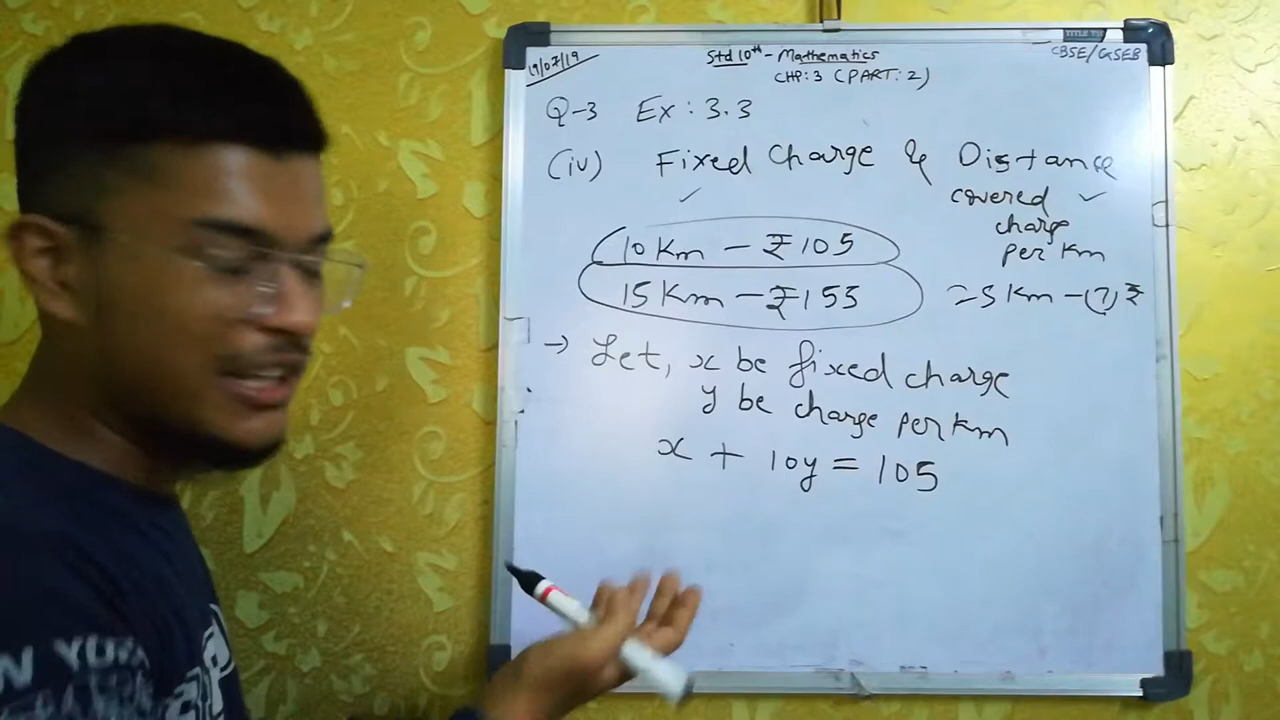 19/07/19
Std 10th - Mathematics
CBSE/GSEB
CHP: 3 (PART: 2)
Q-3 Ex: 3.3
(iv) Fixed Charge & Distance
covered ✓
charge
per km
✓
10 Km – ₹105
15 Km – ₹155
⇒ 5 Km – (?) ₹
→ Let, x be fixed charge
y be charge per km
x + 10y = 105